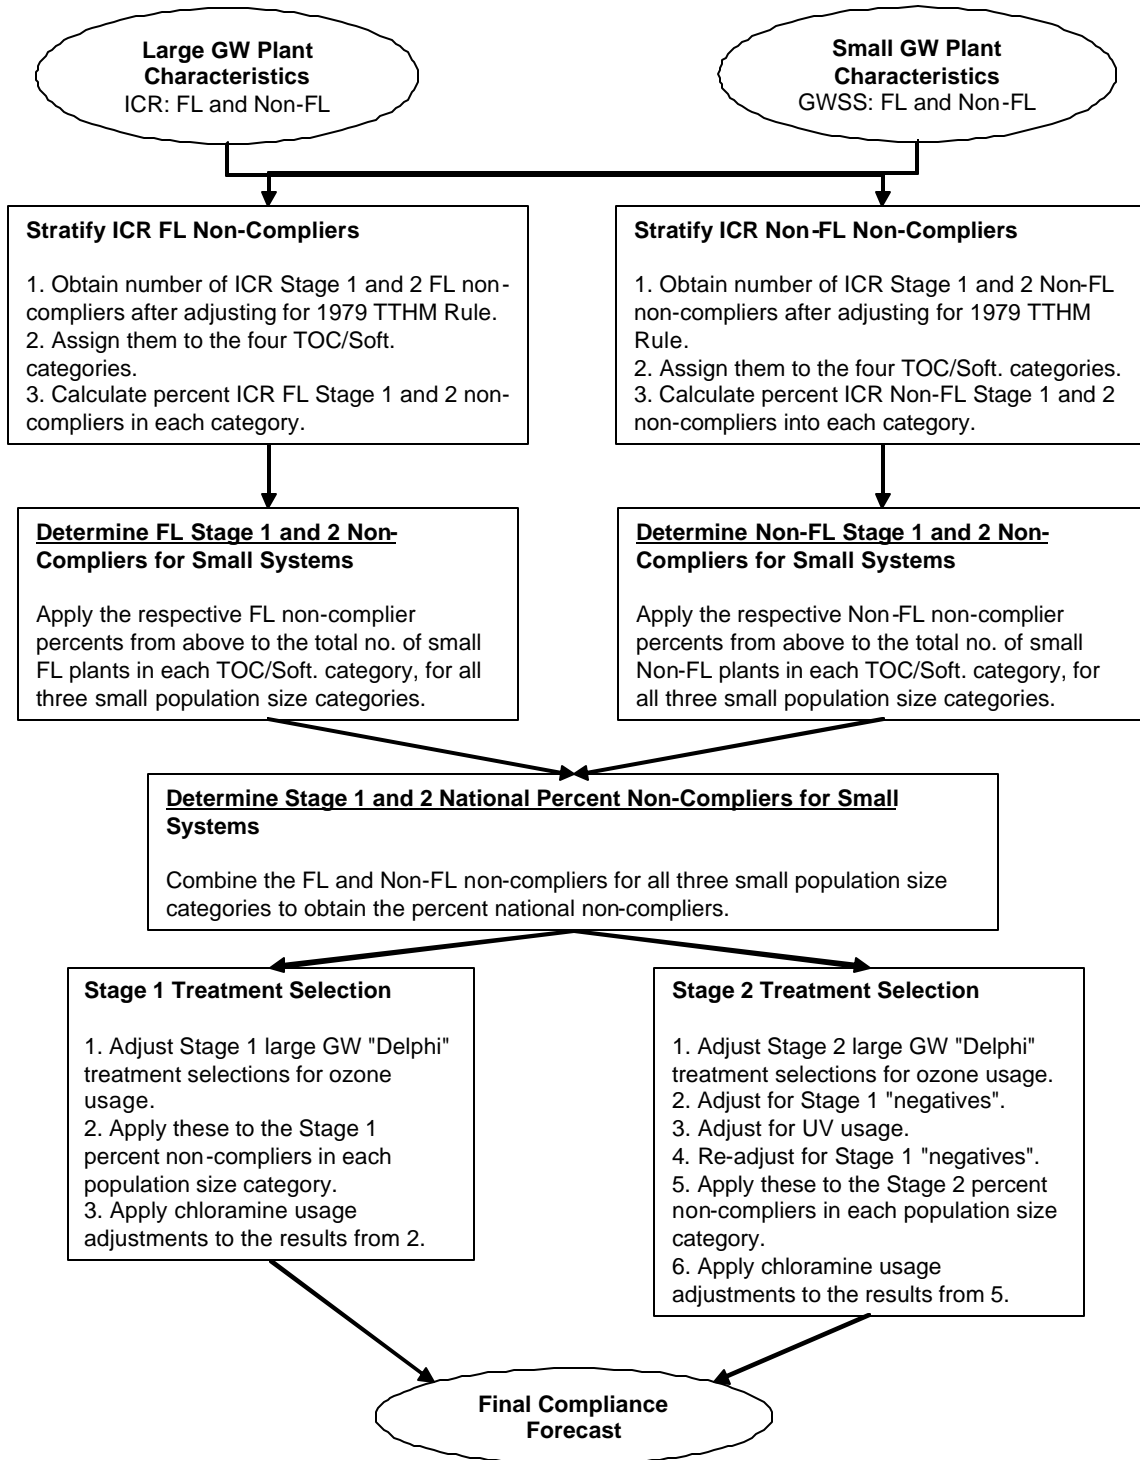 Large GW Plant
Characteristics
ICR: FL and Non-FL
Small GW Plant
Characteristics
GWSS: FL and Non-FL
Stratify ICR FL Non-Compliers
1. Obtain number of ICR Stage 1 and 2 FL non-
compliers after adjusting for 1979 TTHM Rule.
2. Assign them to the four TOC/Soft.
categories.
3. Calculate percent ICR FL Stage 1 and 2 non-
compliers in each category.
Stratify ICR Non-FL Non-Compliers
1. Obtain number of ICR Stage 1 and 2 Non-FL
non-compliers after adjusting for 1979 TTHM
Rule.
2. Assign them to the four TOC/Soft. categories.
3. Calculate percent ICR Non-FL Stage 1 and 2
non-compliers into each category.
Determine FL Stage 1 and 2 Non-
Compliers for Small Systems
Apply the respective FL non-complier
percents from above to the total no. of small
FL plants in each TOC/Soft. category, for all
three small population size categories.
Determine Non-FL Stage 1 and 2 Non-
Compliers for Small Systems
Apply the respective Non-FL non-complier
percents from above to the total no. of small
Non-FL plants in each TOC/Soft. category, for
all three small population size categories.
Determine Stage 1 and 2 National Percent Non-Compliers for Small
Systems
Combine the FL and Non-FL non-compliers for all three small population size
categories to obtain the percent national non-compliers.
Stage 1 Treatment Selection
1. Adjust Stage 1 large GW "Delphi"
treatment selections for ozone
usage.
2. Apply these to the Stage 1
percent non-compliers in each
population size category.
3. Apply chloramine usage
adjustments to the results from 2.
Stage 2 Treatment Selection
1. Adjust Stage 2 large GW "Delphi"
treatment selections for ozone usage.
2. Adjust for Stage 1 "negatives".
3. Adjust for UV usage.
4. Re-adjust for Stage 1 "negatives".
5. Apply these to the Stage 2 percent
non-compliers in each population size
category.
6. Apply chloramine usage
adjustments to the results from 5.
Final Compliance
Forecast